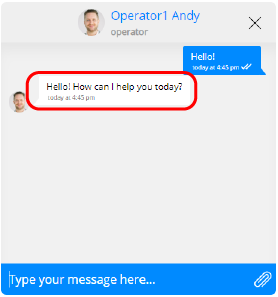 Operator1 Andy
operator
Hello!
today at 4:45 pm
Hello! How can I help you today?
today at 4:45 pm
Type your message here...